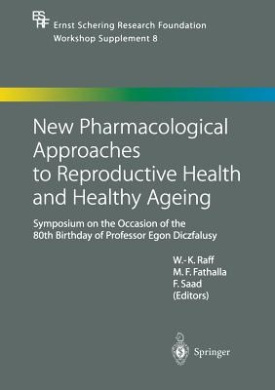 ESRF Ernst Schering Research Foundation
Workshop Supplement 8
New Pharmacological
Approaches
to Reproductive Health
and Healthy Ageing
Symposium on the Occasion of the
80th Birthday of Professor Egon Diczfalusy
W.-K. Raff
M. F. Fathalla
F. Saad
(Editors)
Springer